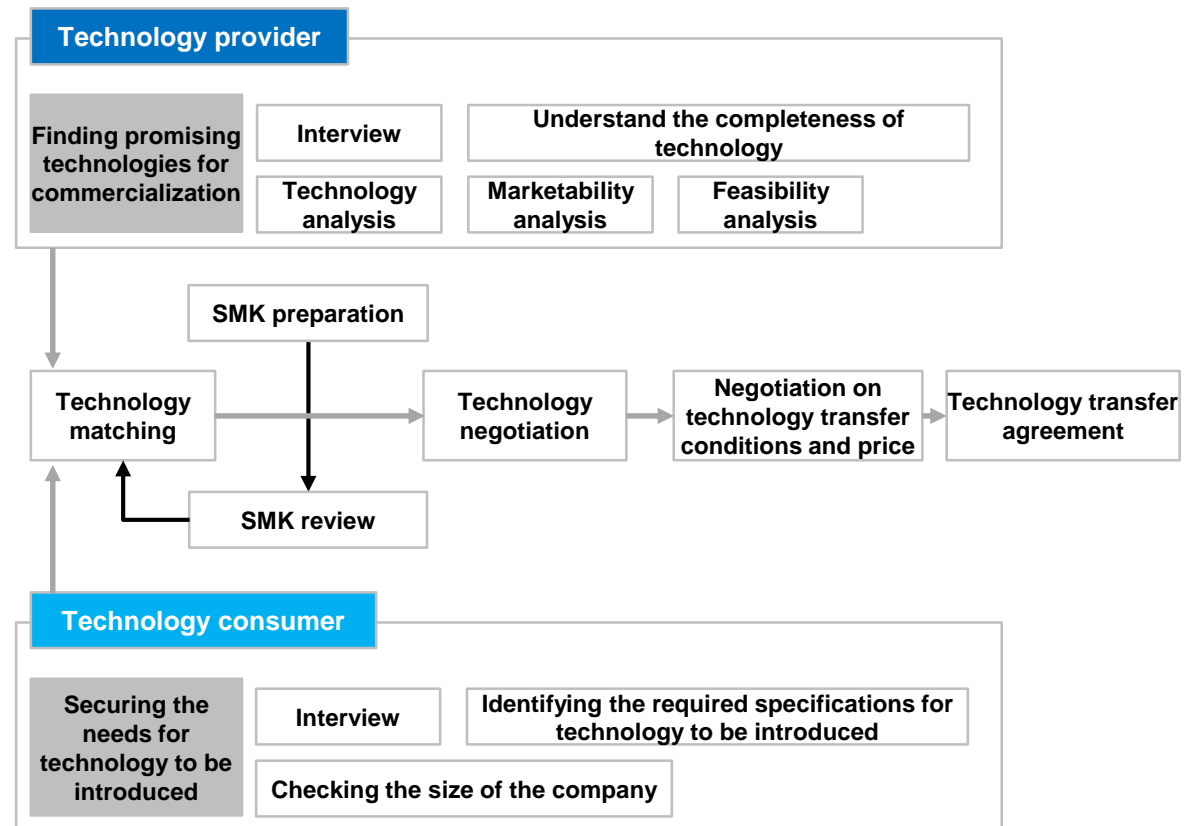 Technology provider
Finding promising
technologies for
commercialization
Interview
Understand the completeness of
technology
Technology
analysis
Marketability
analysis
Feasibility
analysis
SMK preparation
Technology
matching
Technology
negotiation
Negotiation on
technology transfer
conditions and price
Technology transfer
agreement
SMK review
Technology consumer
Securing the
needs for
technology to be
introduced
Interview
Identifying the required specifications for
technology to be introduced
Checking the size of the company